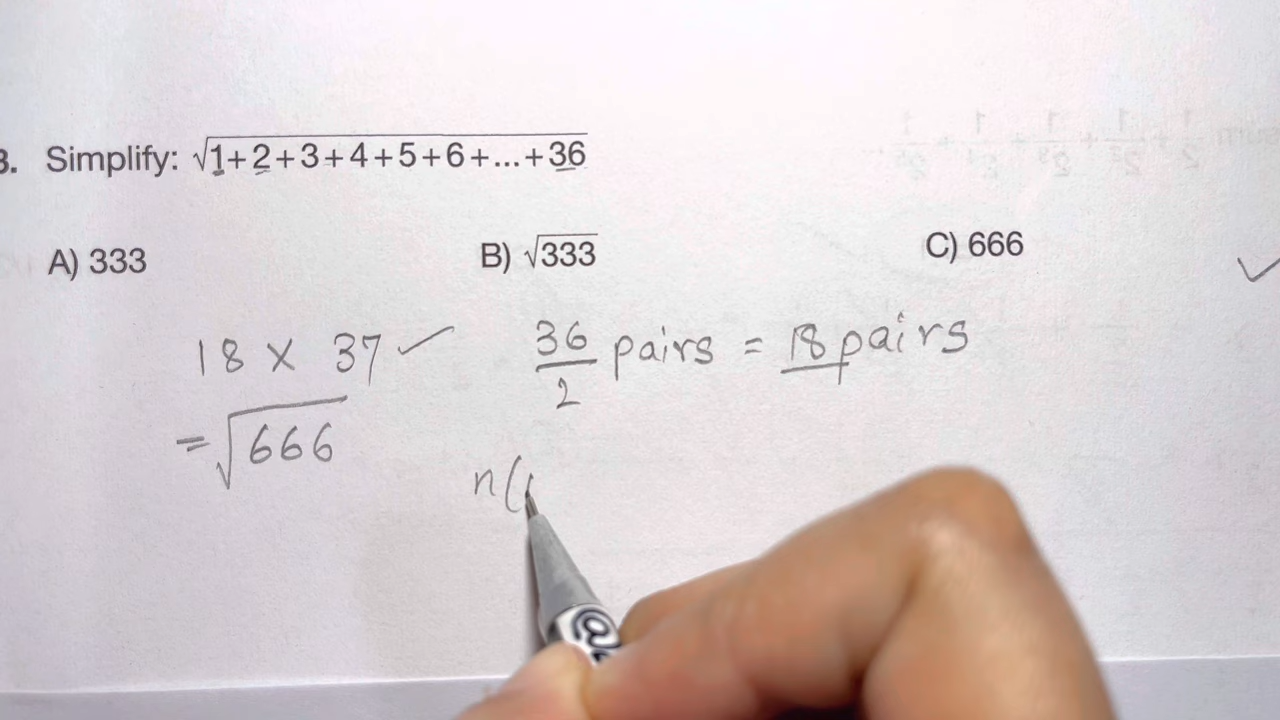 3. Simplify: √1+2+3+4+5+6+...+36
A) 333
B) √333
C) 666
18 × 37 ✓
36/2 pairs = 18 pairs
= √666
n(